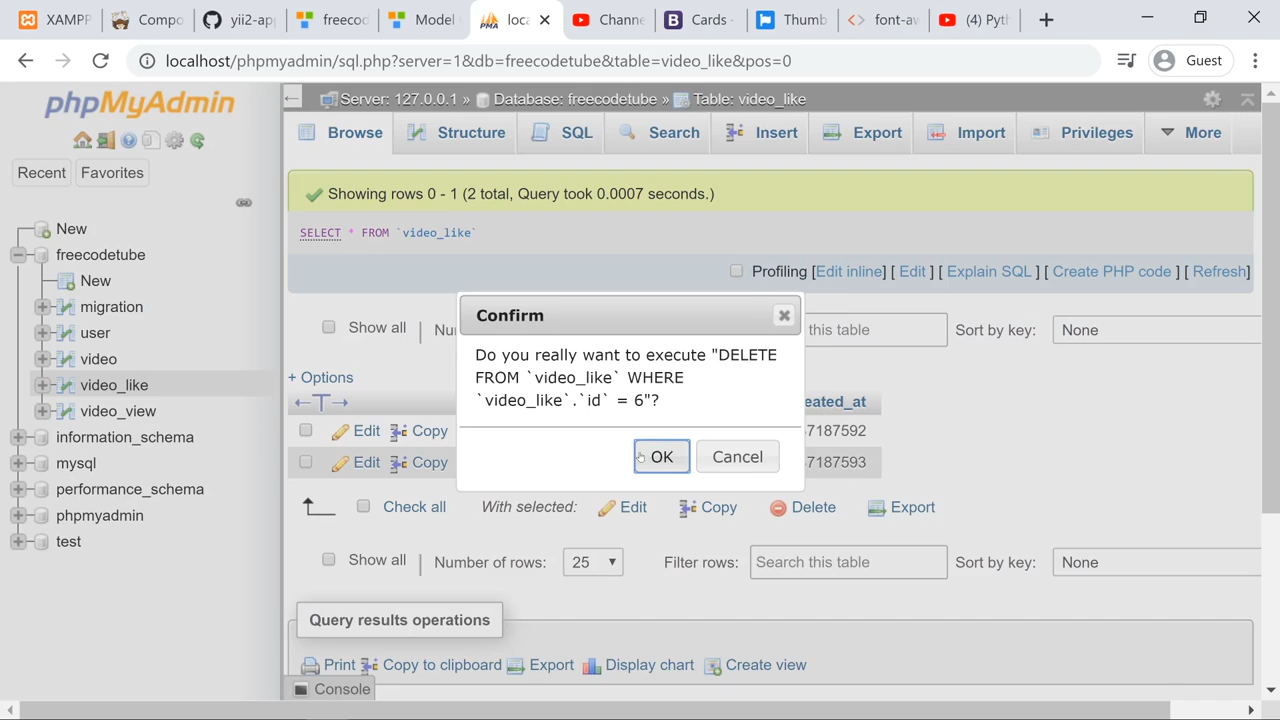 XAMPP
Compo
yii2-ap
freecod
Model
loca
Channe
Cards -
Thumb
font-aw
(4) Pyth
localhost/phpmyadmin/sql.php?server=1&db=freecodetube&table=video_like&pos=0
Guest
phpMyAdmin
Recent
Favorites
New
freecodetube
New
migration
user
video
video_like
video_view
information_schema
mysql
performance_schema
phpmyadmin
test
Server: 127.0.0.1 » Database: freecodetube » Table: video_like
Browse
Structure
SQL
Search
Insert
Export
Import
Privileges
More
Showing rows 0 - 1 (2 total, Query took 0.0007 seconds.)
SELECT * FROM `video_like`
Profiling [Edit inline] [ Edit ] [ Explain SQL ] [ Create PHP code ] [ Refresh]
Show all
Nu
this table
Sort by key:
None
+ Options
eated_at
Edit
Copy
7187592
Edit
Copy
7187593
Confirm
Do you really want to execute "DELETE
FROM `video_like` WHERE
`video_like`.`id` = 6"?
OK
Cancel
Check all
With selected:
Edit
Copy
Delete
Export
Show all
Number of rows:
25
Filter rows:
Search this table
Sort by key:
None
Query results operations
Print
Copy to clipboard
Export
Display chart
Create view
Console